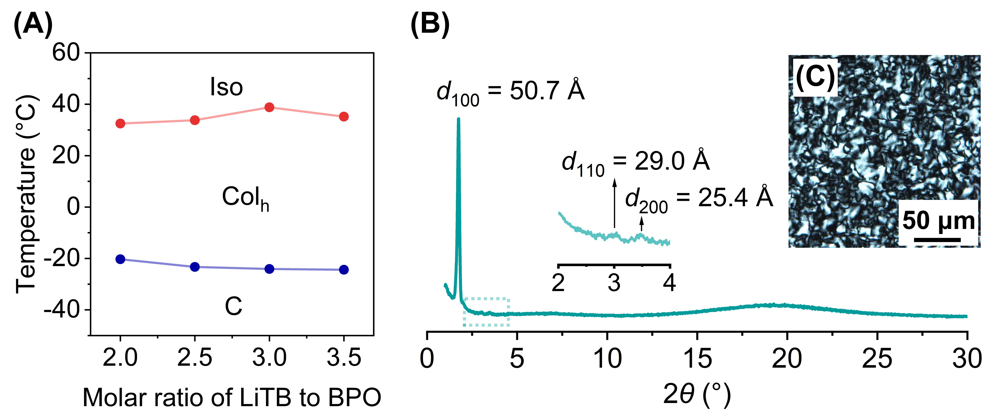 (A)
60
40
20
0
-20
-40
Temperature (°C)
Iso
Colh
C
2.0 2.5 3.0 3.5
Molar ratio of LiTB to BPO
(B)
d100 = 50.7 Å
d110 = 29.0 Å
d200 = 25.4 Å
2 3 4
0 5 10 15 20 25 30
2θ (°)
(C)
50 μm